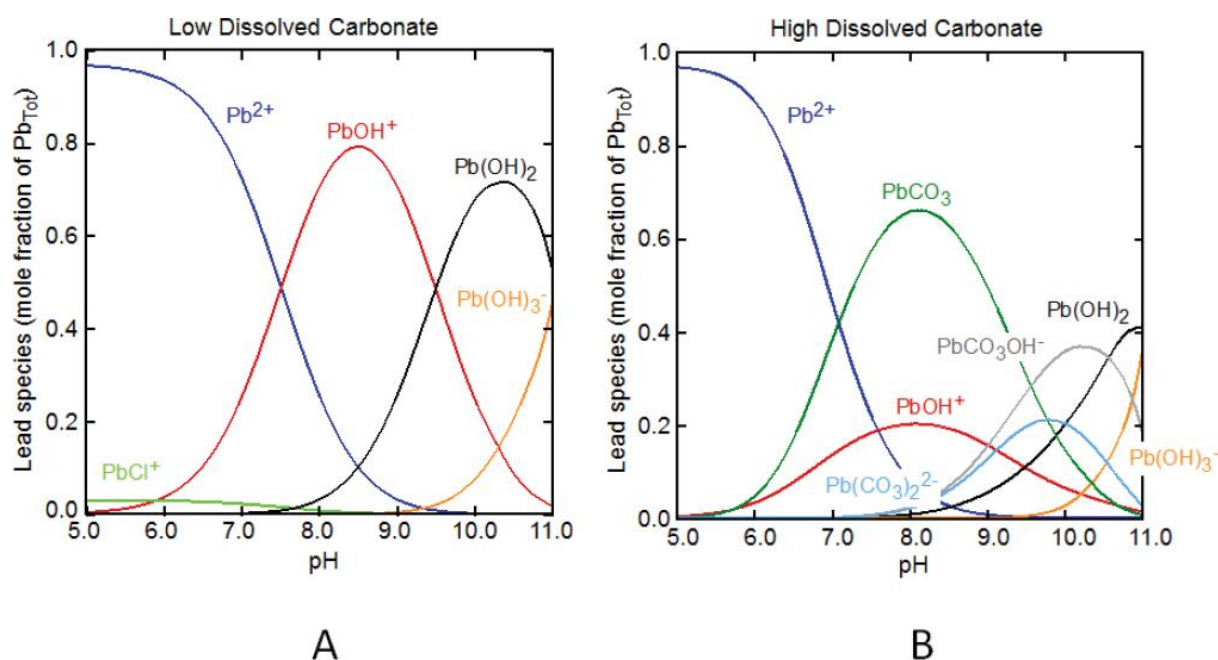 Low Dissolved Carbonate
Lead species (mole fraction of Pb_Tot)
1.0
0.8
0.6
0.4
0.2
0.0
Pb²⁺
PbOH⁺
Pb(OH)₂
Pb(OH)₃⁻
PbCl⁺
5.0 6.0 7.0 8.0 9.0 10.0 11.0
pH
A
High Dissolved Carbonate
Lead species (mole fraction of Pb_Tot)
1.0
0.8
0.6
0.4
0.2
0.0
Pb²⁺
PbCO₃
Pb(OH)₂
PbCO₃OH⁻
PbOH⁺
Pb(CO₃)₂²⁻
Pb(OH)₃⁻
5.0 6.0 7.0 8.0 9.0 10.0 11.0
pH
B